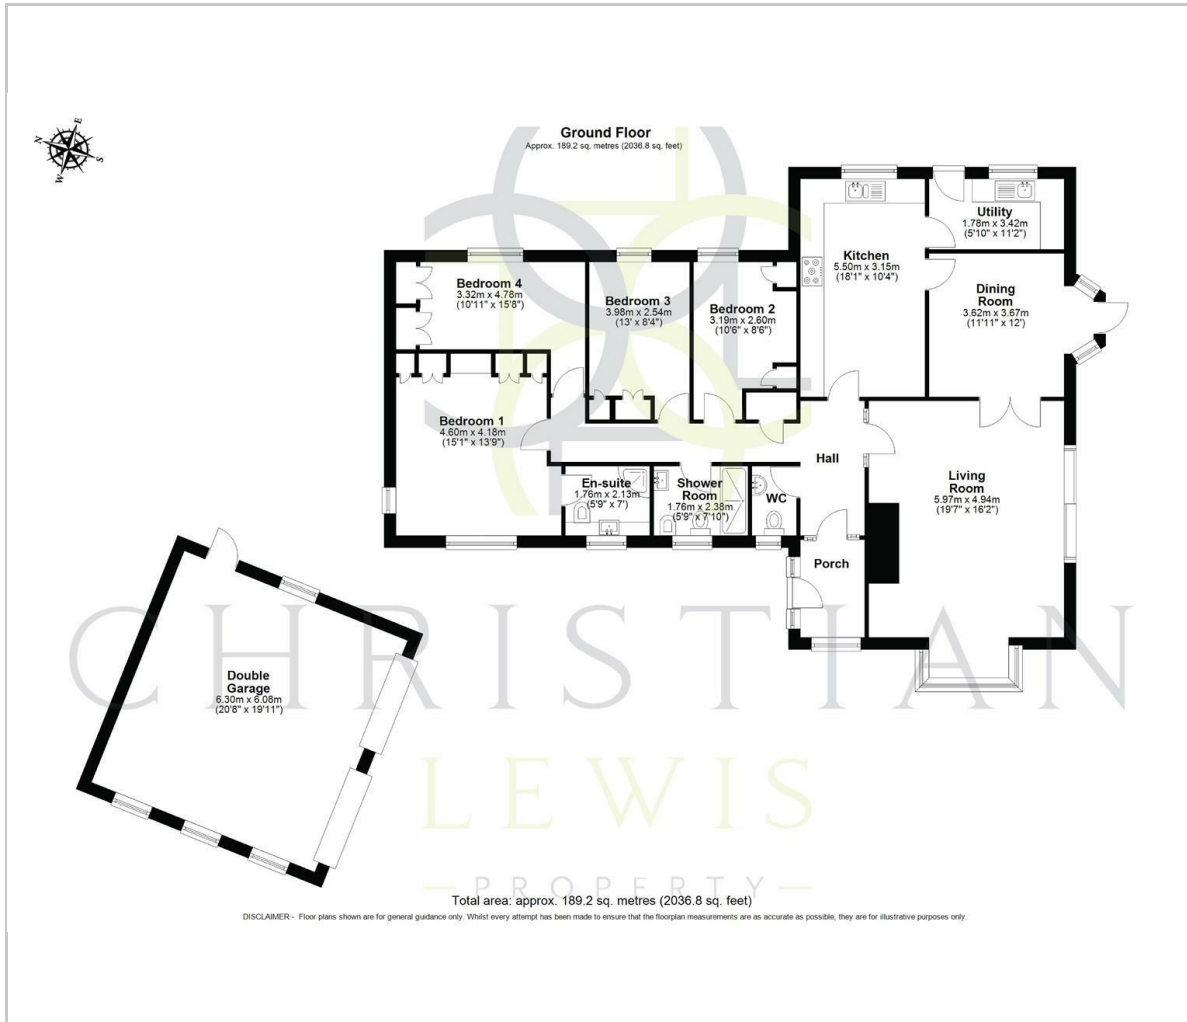 Ground Floor
Approx. 189.2 sq. metres (2036.8 sq. feet)
N
E
S
W
Utility
1.78m x 3.42m
(5'10" x 11'2")
Kitchen
5.50m x 3.15m
(18'1" x 10'4")
Dining
Room
3.62m x 3.67m
(11'11" x 12')
Bedroom 4
3.32m x 4.78m
(10'11" x 15'8")
Bedroom 3
3.98m x 2.54m
(13' x 8'4")
Bedroom 2
3.19m x 2.60m
(10'6" x 8'6")
Bedroom 1
4.60m x 4.18m
(15'1" x 13'9")
Hall
Living
Room
5.97m x 4.94m
(19'7" x 16'2")
En-suite
1.76m x 2.13m
(5'9" x 7')
Shower
Room
1.76m x 2.38m
(5'9" x 7'10")
WC
Porch
CHRISTIAN
Double
Garage
6.30m x 6.08m
(20'8" x 19'11")
LEWIS
PROPERTY
Total area: approx. 189.2 sq. metres (2036.8 sq. feet)
DISCLAIMER - Floor plans shown are for general guidance only. Whilst every attempt has been made to ensure that the floorplan measurements are as accurate as possible, they are for illustrative purposes only.